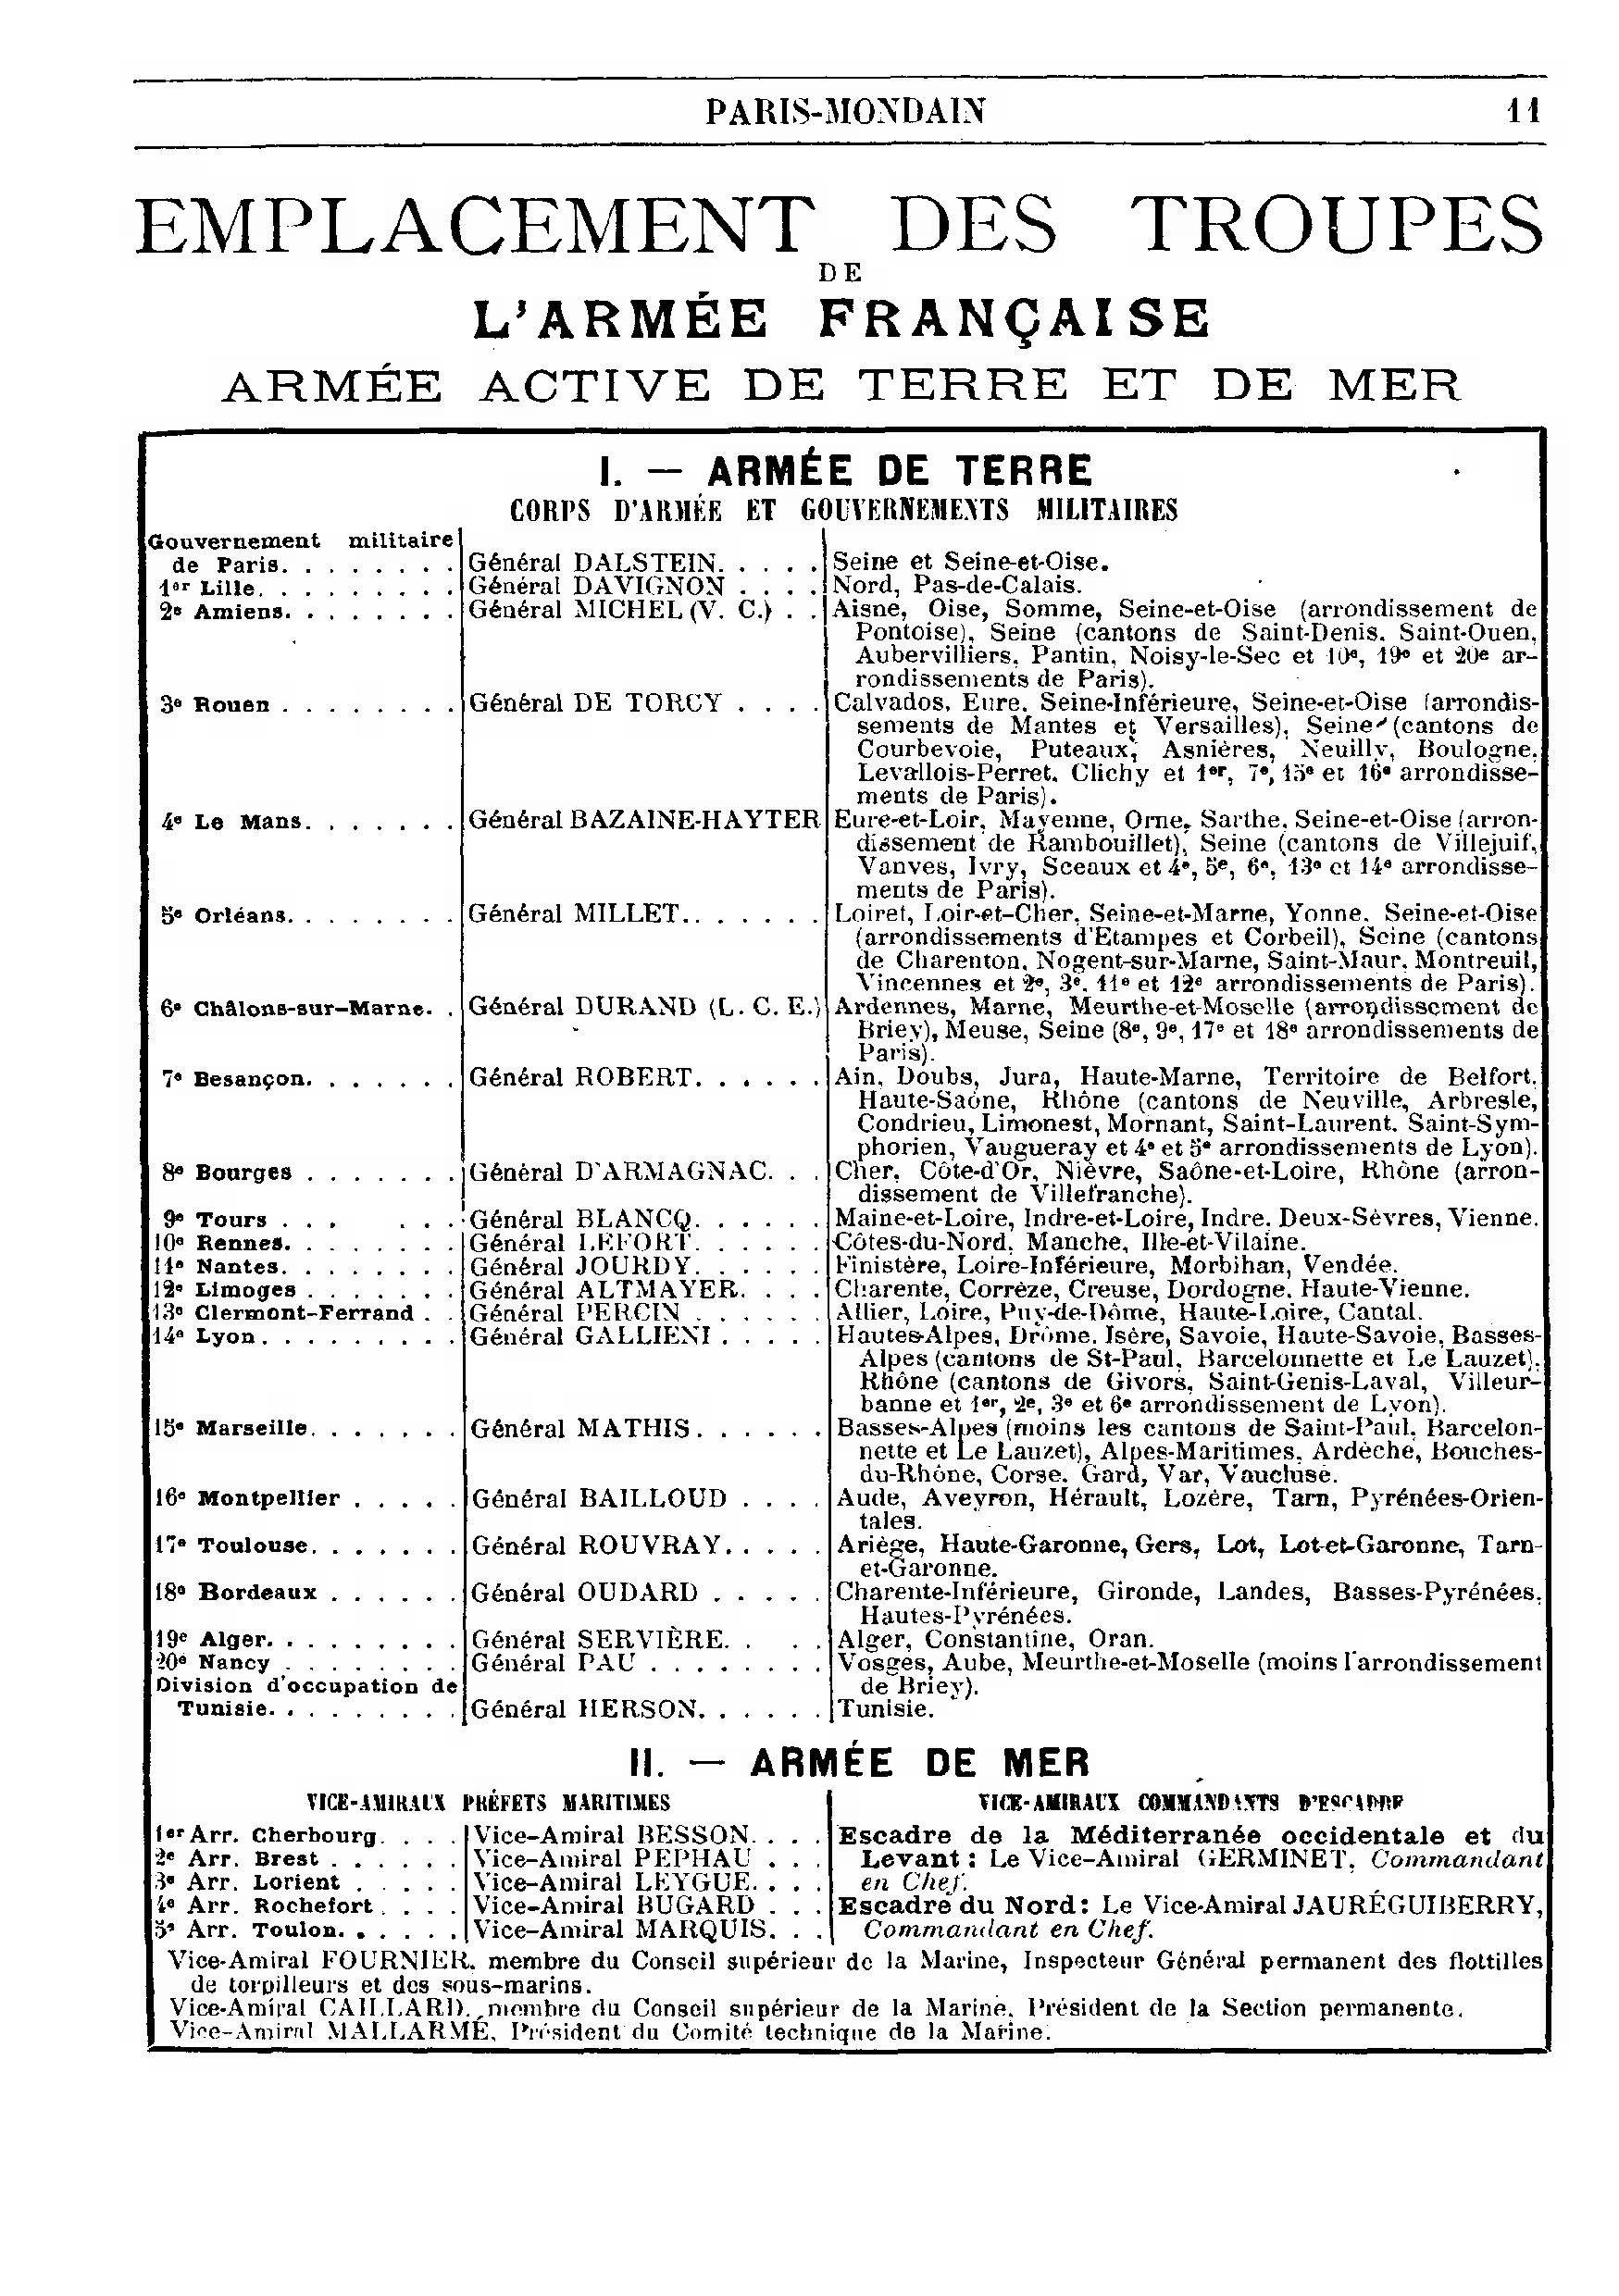 PARIS-MONDAIN 11
EMPLACEMENT DES TROUPES
DE
L'ARMÉE FRANÇAISE
ARMÉE ACTIVE DE TERRE ET DE MER
I. — ARMÉE DE TERRE
CORPS D'ARMÉE ET GOUVERNEMENTS MILITAIRES
Gouvernement militaire
de Paris. . . . . . . . Général DALSTEIN. . . . . Seine et Seine-et-Oise.
1er Lille. . . . . . . . . Général DAVIGNON . . . . Nord, Pas-de-Calais.
2e Amiens. . . . . . . . Général MICHEL (V. C.) . . Aisne, Oise, Somme, Seine-et-Oise (arrondissement de
Pontoise), Seine (cantons de Saint-Denis, Saint-Ouen,
Aubervilliers, Pantin, Noisy-le-Sec et 10e, 19e et 20e ar-
rondissements de Paris).
3e Rouen . . . . . . . . Général DE TORCY . . . . Calvados, Eure, Seine-Inférieure, Seine-et-Oise (arrondis-
sements de Mantes et Versailles), Seine (cantons de
Courbevoie, Puteaux, Asnières, Neuilly, Boulogne,
Levallois-Perret, Clichy et 1er, 7e, 15e et 16e arrondisse-
ments de Paris).
4e Le Mans. . . . . . . Général BAZAINE-HAYTER Eure-et-Loir, Mayenne, Orne, Sarthe, Seine-et-Oise (arron-
dissement de Rambouillet), Seine (cantons de Villejuif,
Vanves, Ivry, Sceaux et 4e, 5e, 6e, 13e et 14e arrondisse-
ments de Paris).
5e Orléans. . . . . . . . Général MILLET. . . . . . . Loiret, Loir-et-Cher, Seine-et-Marne, Yonne, Seine-et-Oise
(arrondissements d'Etampes et Corbeil), Seine (cantons
de Charenton, Nogent-sur-Marne, Saint-Maur, Montreuil,
Vincennes et 2e, 3e, 11e et 12e arrondissements de Paris).
6e Châlons-sur-Marne. . Général DURAND (L. C. E.) Ardennes, Marne, Meurthe-et-Moselle (arrondissement de
Briey), Meuse, Seine (8e, 9e, 17e et 18e arrondissements de
Paris).
7e Besançon. . . . . . . Général ROBERT. . . . . . Ain, Doubs, Jura, Haute-Marne, Territoire de Belfort,
Haute-Saône, Rhône (cantons de Neuville, Arbresle,
Condrieu, Limonest, Mornant, Saint-Laurent, Saint-Sym-
phorien, Vaugueray et 4e et 5e arrondissements de Lyon).
8e Bourges . . . . . . . Général D'ARMAGNAC. . . Cher, Côte-d'Or, Nièvre, Saône-et-Loire, Rhône (arron-
dissement de Villefranche).
9e Tours . . . . . . Général BLANCQ. . . . . . Maine-et-Loire, Indre-et-Loire, Indre, Deux-Sèvres, Vienne.
10e Rennes. . . . . . . . Général LEFORT. . . . . . Côtes-du-Nord, Manche, Ille-et-Vilaine.
11e Nantes. . . . . . . . Général JOURDY. . . . . . Finistère, Loire-Inférieure, Morbihan, Vendée.
12e Limoges . . . . . . . Général ALTMAYER. . . . Charente, Corrèze, Creuse, Dordogne, Haute-Vienne.
13e Clermont-Ferrand . . Général PERCIN . . . . . . Allier, Loire, Puy-de-Dôme, Haute-Loire, Cantal.
14e Lyon. . . . . . . . . Général GALLIENI . . . . . Hautes-Alpes, Drôme, Isère, Savoie, Haute-Savoie, Basses-
Alpes (cantons de St-Paul, Barcelonnette et Le Lauzet),
Rhône (cantons de Givors, Saint-Genis-Laval, Villeur-
banne et 1er, 2e, 3e et 6e arrondissement de Lyon).
15e Marseille. . . . . . . Général MATHIS. . . . . . Basses-Alpes (moins les cantons de Saint-Paul, Barcelon-
nette et Le Lauzet), Alpes-Maritimes, Ardèche, Bouches-
du-Rhône, Corse, Gard, Var, Vaucluse.
16e Montpellier . . . . . Général BAILLOUD . . . . Aude, Aveyron, Hérault, Lozère, Tarn, Pyrénées-Orien-
tales.
17e Toulouse. . . . . . . Général ROUVRAY. . . . . Ariège, Haute-Garonne, Gers, Lot, Lot-et-Garonne, Tarn-
et-Garonne.
18e Bordeaux . . . . . . Général OUDARD . . . . . Charente-Inférieure, Gironde, Landes, Basses-Pyrénées,
Hautes-Pyrénées.
19e Alger. . . . . . . . . Général SERVIÈRE. . . . Alger, Constantine, Oran.
20e Nancy . . . . . . . . Général PAU . . . . . . . . Vosges, Aube, Meurthe-et-Moselle (moins l'arrondissement
Division d'occupation de de Briey).
Tunisie. . . . . . . . . Général HERSON. . . . . . Tunisie.
II. — ARMÉE DE MER
VICE-AMIRAUX PRÉFETS MARITIMES VICE-AMIRAUX COMMANDANTS D'ESCADRE
1er Arr. Cherbourg. . . . Vice-Amiral BESSON. . . . Escadre de la Méditerranée occidentale et du
2e Arr. Brest . . . . . . Vice-Amiral PEPHAU . . . Levant : Le Vice-Amiral GERMINET, Commandant
3e Arr. Lorient . . . . . Vice-Amiral LEYGUE. . . . en Chef.
4e Arr. Rochefort . . . . Vice-Amiral BUGARD . . . Escadre du Nord : Le Vice-Amiral JAURÉGUIBERRY,
5e Arr. Toulon. . . . . . Vice-Amiral MARQUIS. . . Commandant en Chef.
Vice-Amiral FOURNIER, membre du Conseil supérieur de la Marine, Inspecteur Général permanent des flottilles
de torpilleurs et des sous-marins.
Vice-Amiral CAILLARD, membre du Conseil supérieur de la Marine, Président de la Section permanente.
Vice-Amiral MALLARMÉ, Président du Comité technique de la Marine.